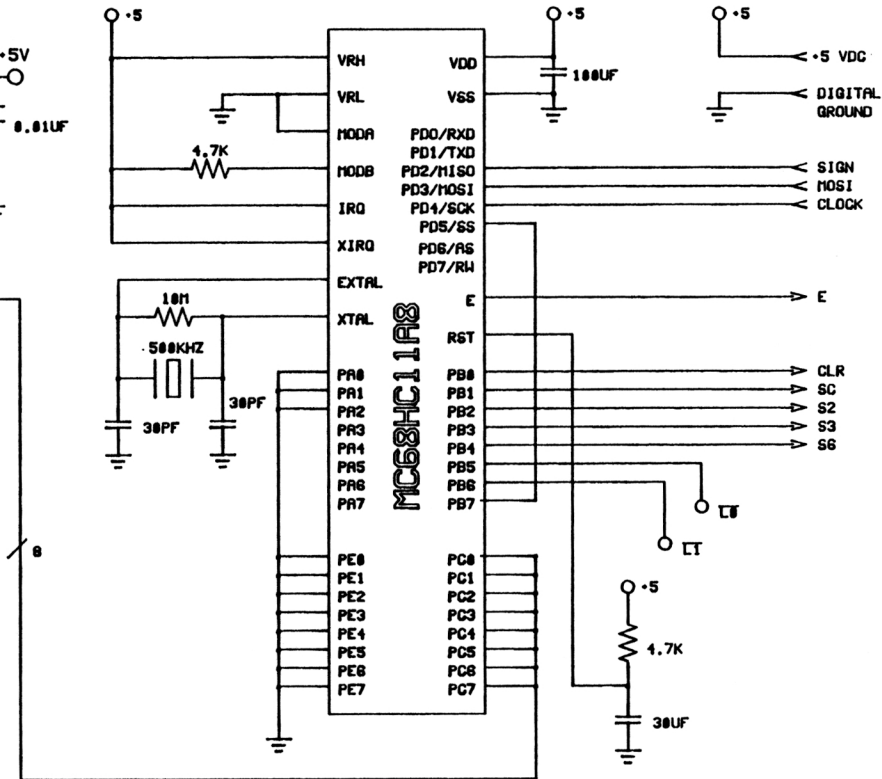 +5
+5
+5
+5V
0.01UF
VRH
VRL
MODA
4.7K
MODB
IRQ
XIRQ
EXTAL
10M
XTAL
500KHZ
30PF
30PF
PA0
PA1
PA2
PA3
PA4
PA5
PA6
PA7
PE0
PE1
PE2
PE3
PE4
PE5
PE6
PE7
8
MC68HC11A8
VDD
VSS
100UF
PD0/RXD
PD1/TXD
PD2/MISO
PD3/MOSI
PD4/SCK
PD5/SS
PD6/AS
PD7/RW
E
RST
PB0
PB1
PB2
PB3
PB4
PB5
PB6
PB7
PC0
PC1
PC2
PC3
PC4
PC5
PC6
PC7
+5 VDC
DIGITAL
GROUND
SIGN
MOSI
CLOCK
E
CLR
SC
S2
S3
S6
L0
L1
+5
4.7K
30UF